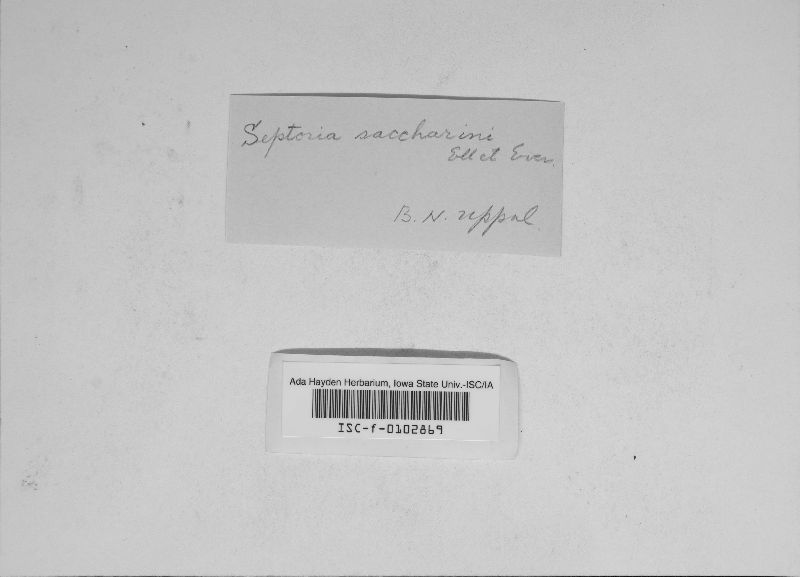 Septoria saccharini
Ell et Ever.
B. N. Uppal
Ada Hayden Herbarium, Iowa State Univ.-ISC/IA
ISC-f-0102869